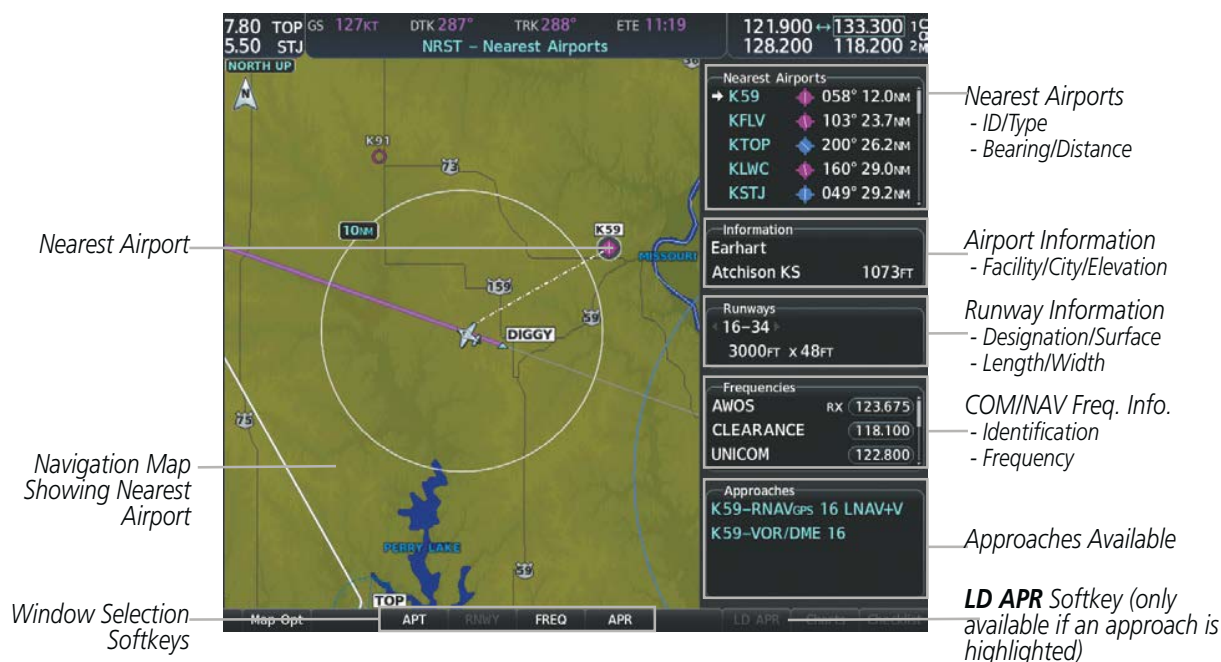 7.80 TOP GS 127KT DTK 287° TRK 288° ETE 11:19 121.900 ↔ 133.300
5.50 STJ NRST – Nearest Airports 128.200 118.200
NORTH UP
N
K91
73
10NM
K59
MISSOURI
159
59
DIGGY
75
PERRY LAKE
59
TOP
Nearest Airports
K59 058° 12.0NM
KFLV 103° 23.7NM
KTOP 200° 26.2NM
KLWC 160° 29.0NM
KSTJ 049° 29.2NM
Information
Earhart
Atchison KS 1073FT
Runways
16–34
3000FT x 48FT
Frequencies
AWOS RX 123.675
CLEARANCE 118.100
UNICOM 122.800
Approaches
K59–RNAVGPS 16 LNAV+V
K59–VOR/DME 16
Map Opt APT RNWY FREQ APR LD APR Charts Checklist
Nearest Airport
Navigation Map
Showing Nearest
Airport
Window Selection
Softkeys
Nearest Airports
- ID/Type
- Bearing/Distance
Airport Information
- Facility/City/Elevation
Runway Information
- Designation/Surface
- Length/Width
COM/NAV Freq. Info.
- Identification
- Frequency
Approaches Available
LD APR Softkey (only
available if an approach is
highlighted)